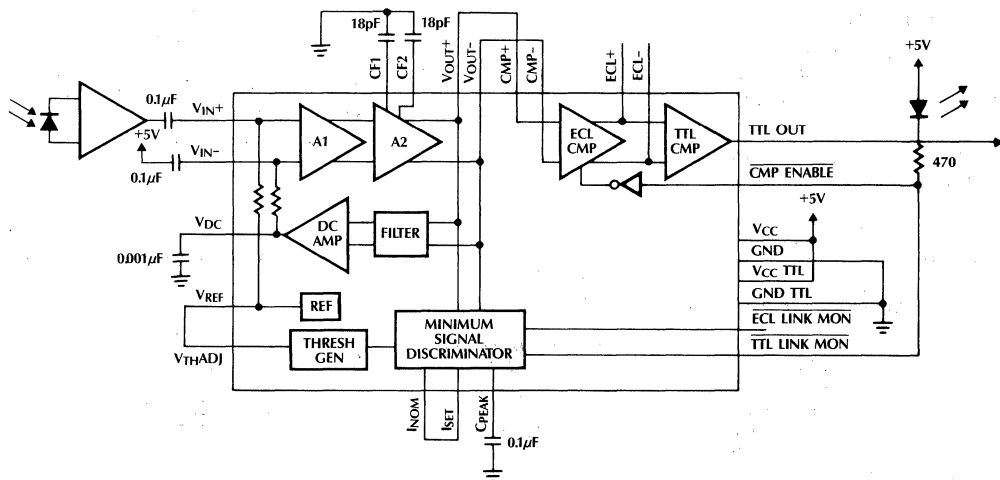 18pF
18pF
CF1
CF2
VOUT+
VOUT−
CMP+
CMP−
ECL+
ECL−
+5V
0.1µF
VIN+
+5V
VIN−
0.1µF
A1
A2
ECL
CMP
TTL
CMP
TTL OUT
470
CMP ENABLE
+5V
VDC
0.001µF
DC
AMP
FILTER
VCC
GND
VCC TTL
GND TTL
VREF
REF
ECL LINK MON
TTL LINK MON
VTHADJ
THRESH
GEN
MINIMUM
SIGNAL
DISCRIMINATOR
INOM
ISET
CPEAK
0.1µF